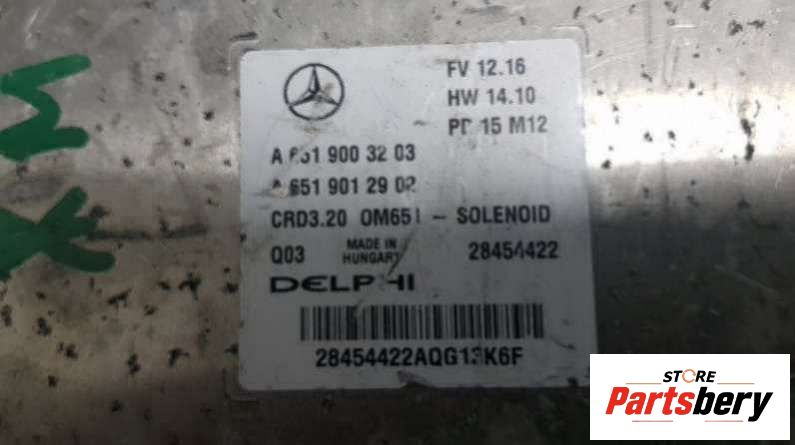 FV 12.16
HW 14.10
PD 15 M12
A 651 900 32 03
A 651 901 29 02
CRD3.20 OM651 - SOLENOID
Q03 MADE IN HUNGARY 28454422
DELPHI
28454422AQG13K6F
STORE
Partsbery